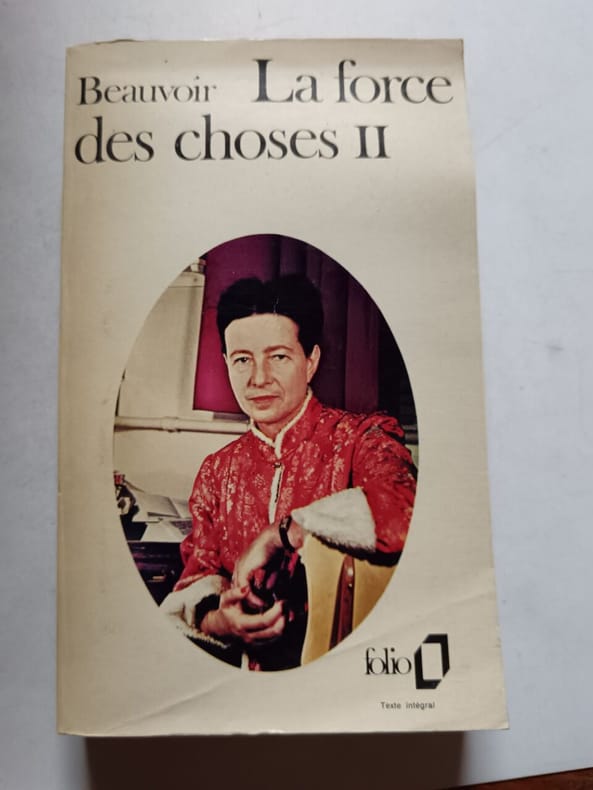 Beauvoir La force
des choses II
folio
Texte intégral